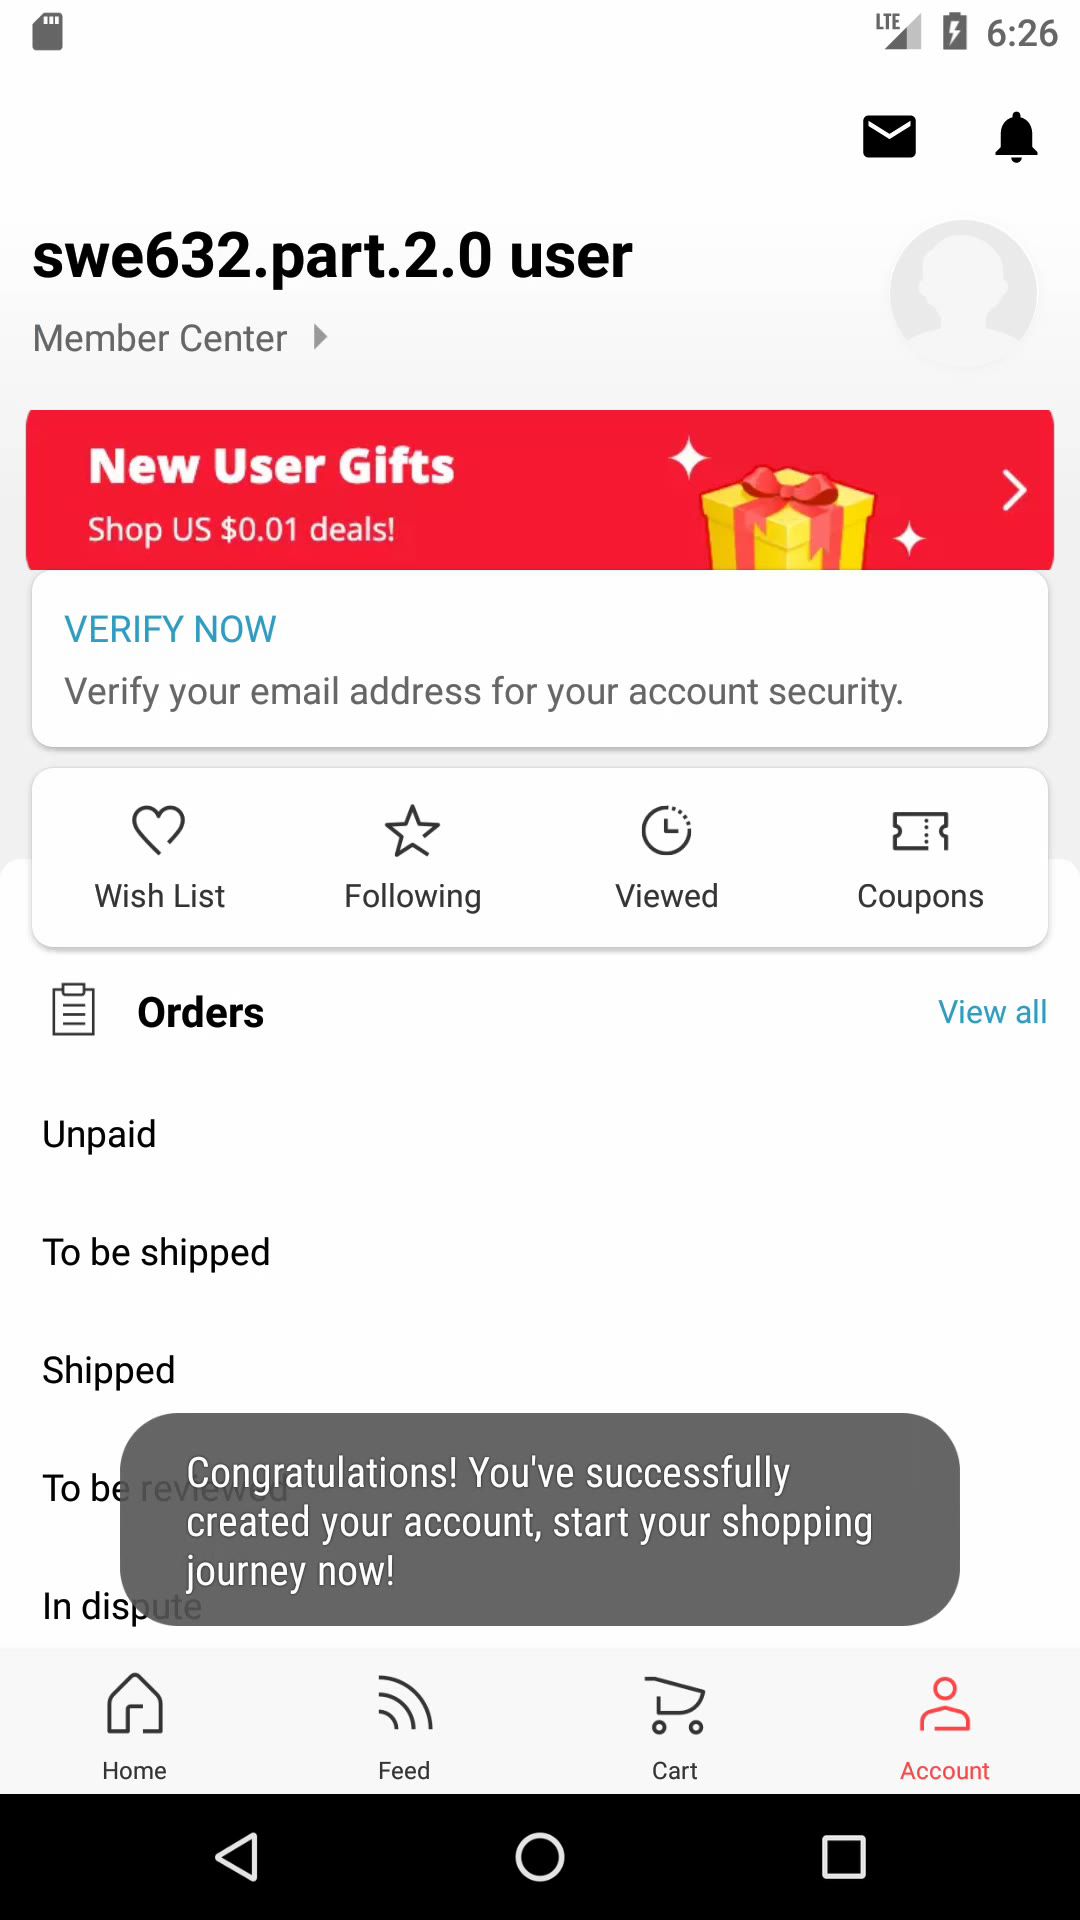 LTE 6:26
swe632.part.2.0 user
Member Center
New User Gifts
Shop US $0.01 deals!
VERIFY NOW
Verify your email address for your account security.
Wish List Following Viewed Coupons
Orders View all
Unpaid
To be shipped
Shipped
To be reviewed
In dispute
Congratulations! You've successfully
created your account, start your shopping
journey now!
Home Feed Cart Account